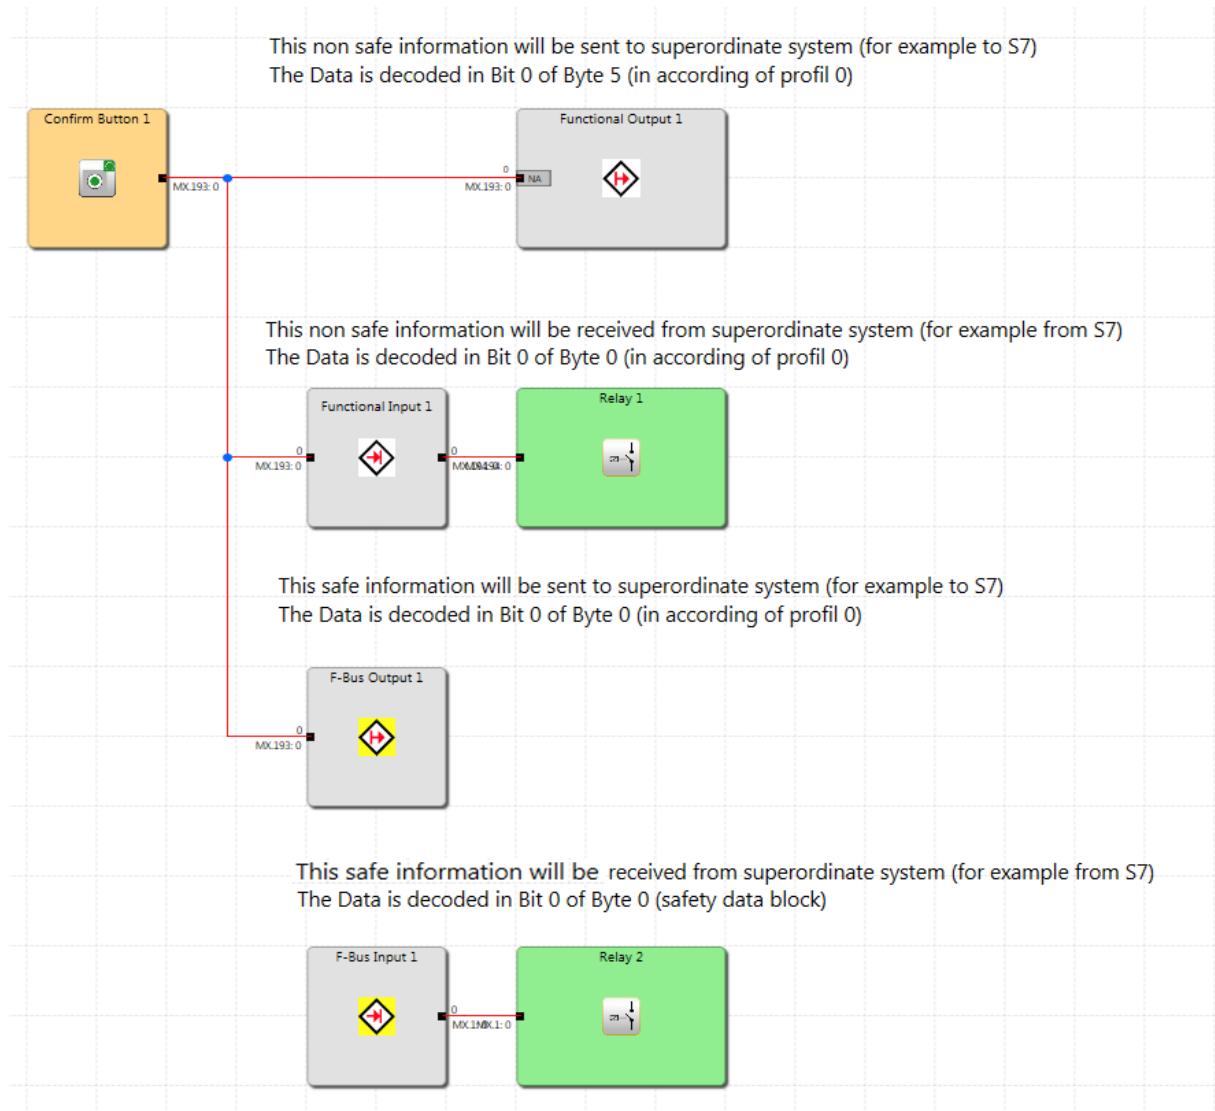 This non safe information will be sent to superordinate system (for example to S7)
The Data is decoded in Bit 0 of Byte 5 (in according of profil 0)
Confirm Button 1
Functional Output 1
0
NA
MX.193: 0
MX.193: 0
This non safe information will be received from superordinate system (for example from S7)
The Data is decoded in Bit 0 of Byte 0 (in according of profil 0)
Functional Input 1
Relay 1
0
0
MX.193: 0
This safe information will be sent to superordinate system (for example to S7)
The Data is decoded in Bit 0 of Byte 0 (in according of profil 0)
F-Bus Output 1
0
MX.193: 0
This safe information will be received from superordinate system (for example from S7)
The Data is decoded in Bit 0 of Byte 0 (safety data block)
F-Bus Input 1
Relay 2
0
MX.1: 0